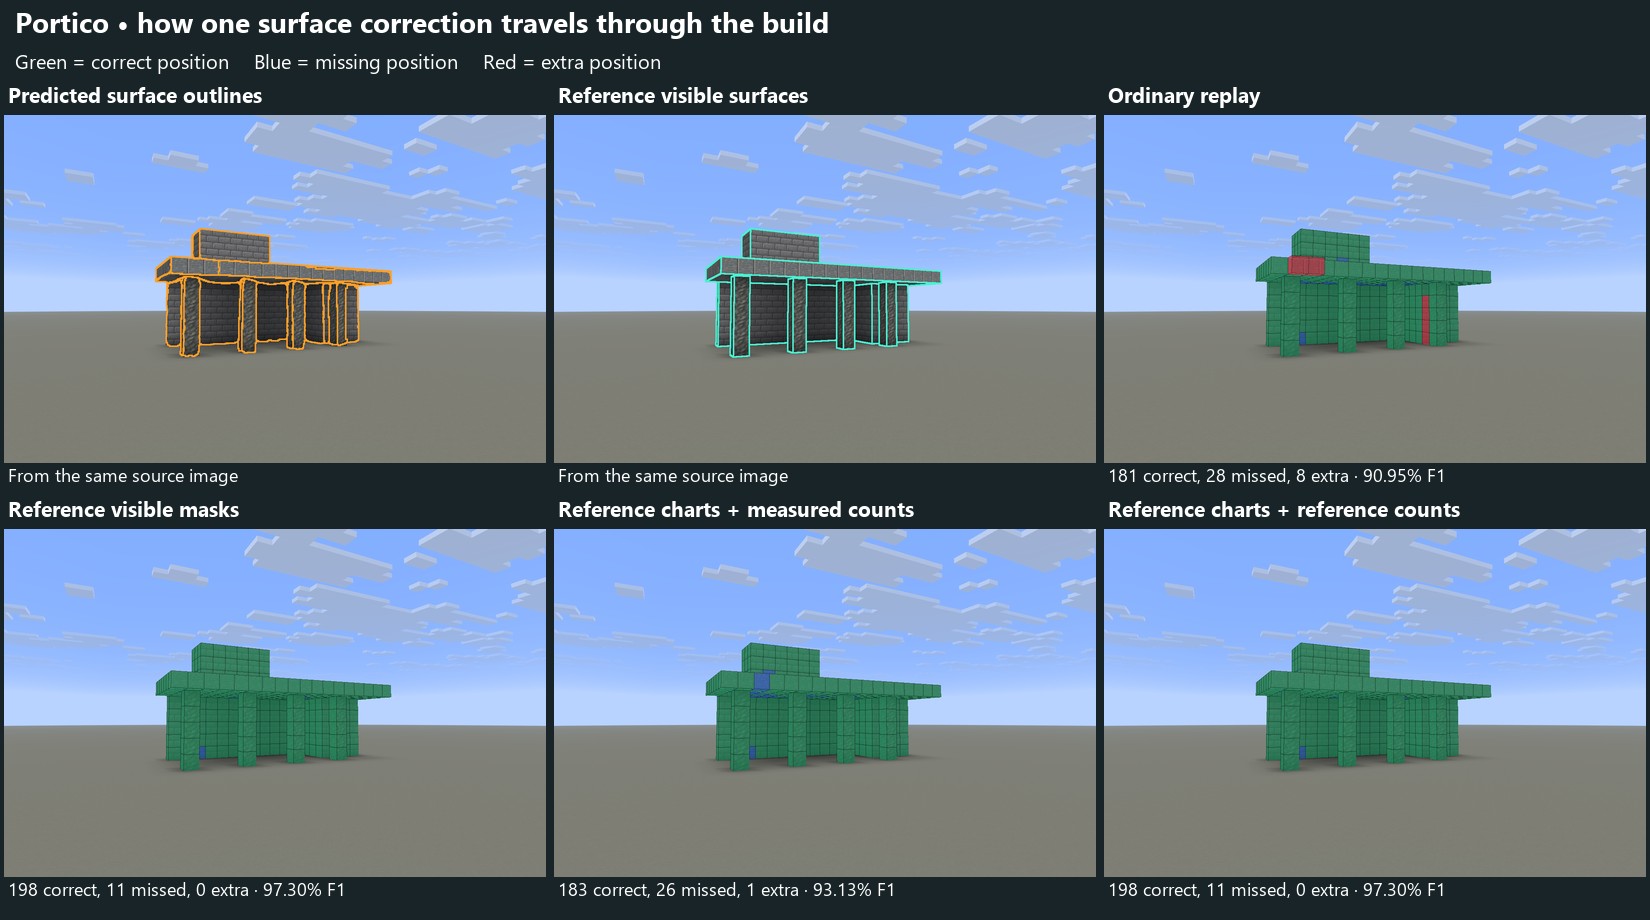 Portico • how one surface correction travels through the build
Green = correct position Blue = missing position Red = extra position
Predicted surface outlines
Reference visible surfaces
Ordinary replay
From the same source image
From the same source image
181 correct, 28 missed, 8 extra · 90.95% F1
Reference visible masks
Reference charts + measured counts
Reference charts + reference counts
198 correct, 11 missed, 0 extra · 97.30% F1
183 correct, 26 missed, 1 extra · 93.13% F1
198 correct, 11 missed, 0 extra · 97.30% F1